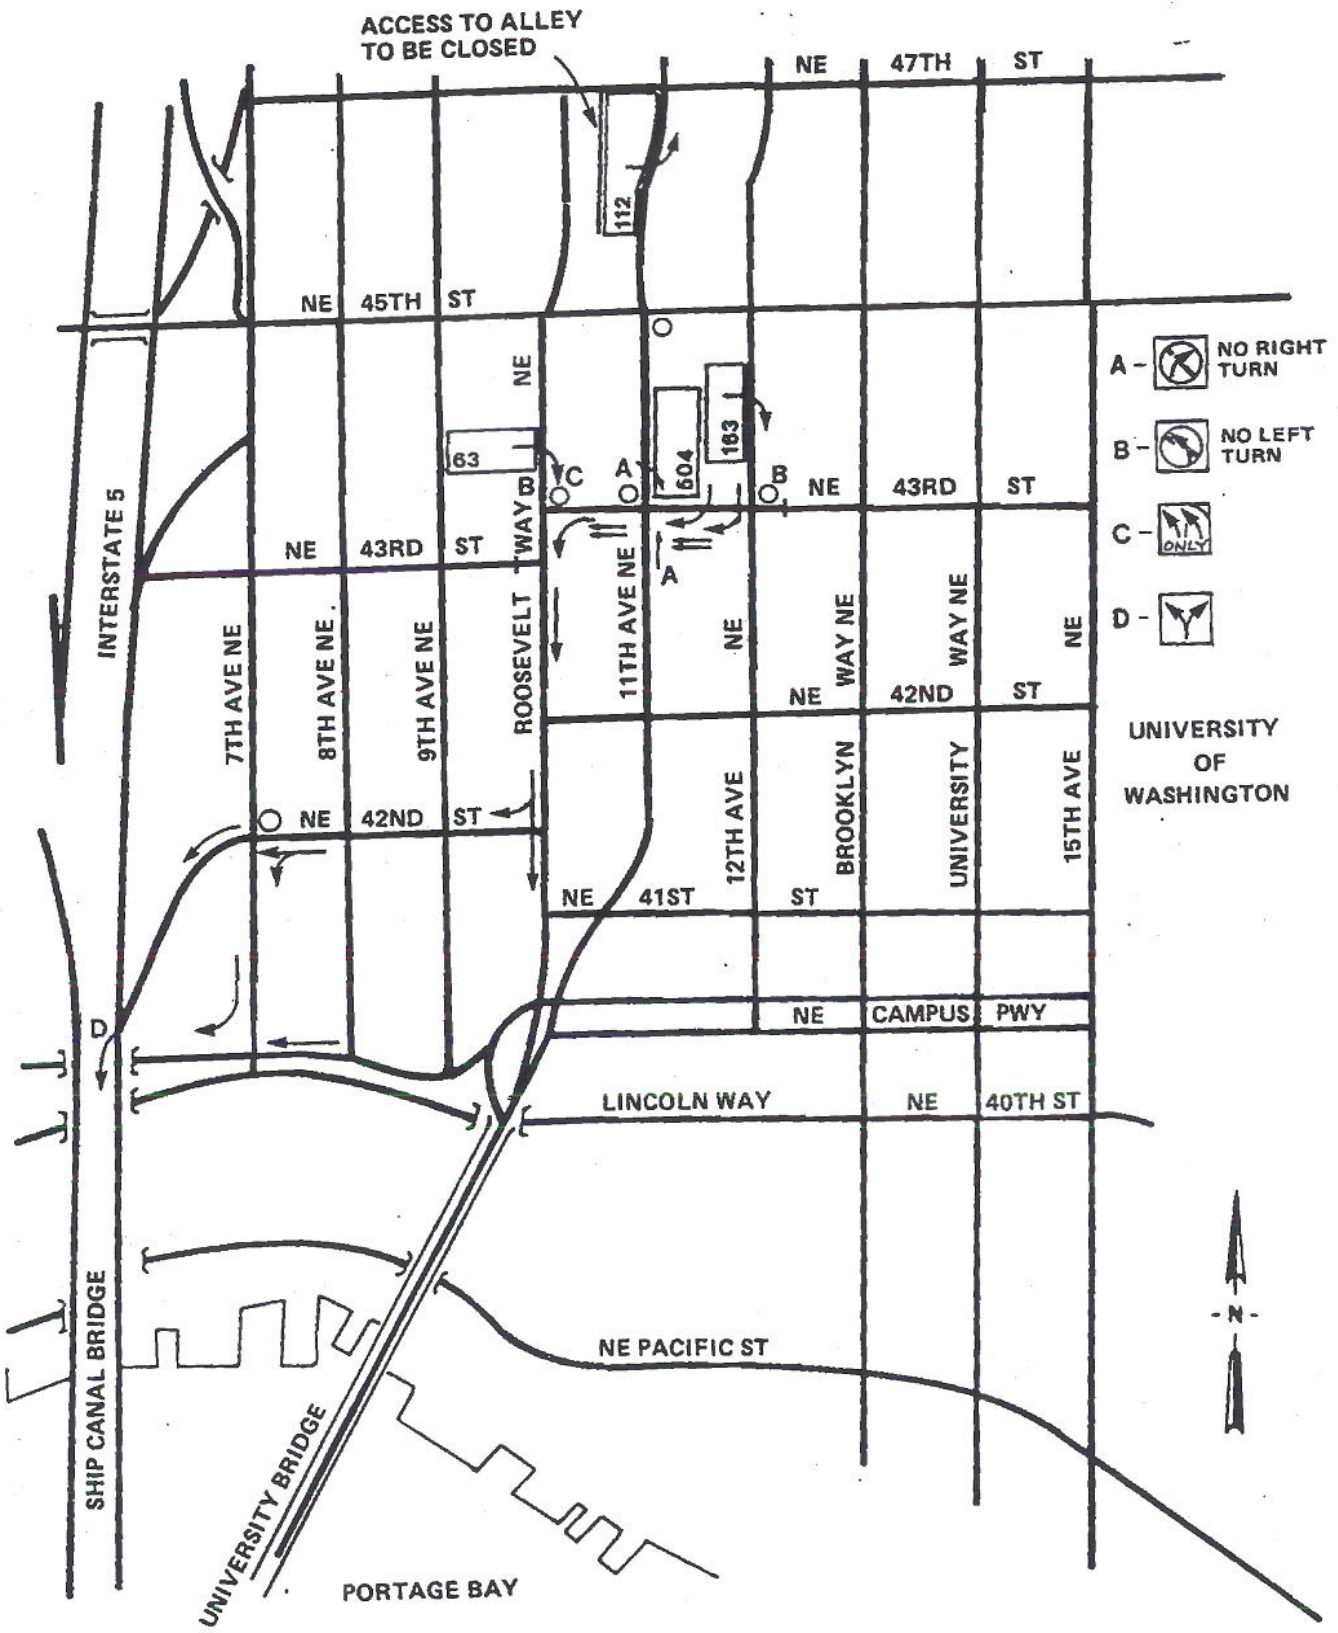 ACCESS TO ALLEY
TO BE CLOSED
NE 47TH ST
112
NE 45TH ST
A - NO RIGHT
TURN
NE
163
604
B - NO LEFT
TURN
63
A
B C
B
NE 43RD ST
C - ONLY
NE 43RD ST
A
D -
INTERSTATE 5
7TH AVE NE
8TH AVE NE.
9TH AVE NE
ROOSEVELT WAY
11TH AVE NE
12TH AVE NE
BROOKLYN WAY NE
UNIVERSITY WAY NE
15TH AVE NE
NE 42ND ST
UNIVERSITY
OF
WASHINGTON
NE 42ND ST
NE 41ST ST
D
NE CAMPUS PWY
LINCOLN WAY NE 40TH ST
- N -
SHIP CANAL BRIDGE
UNIVERSITY BRIDGE
NE PACIFIC ST
PORTAGE BAY